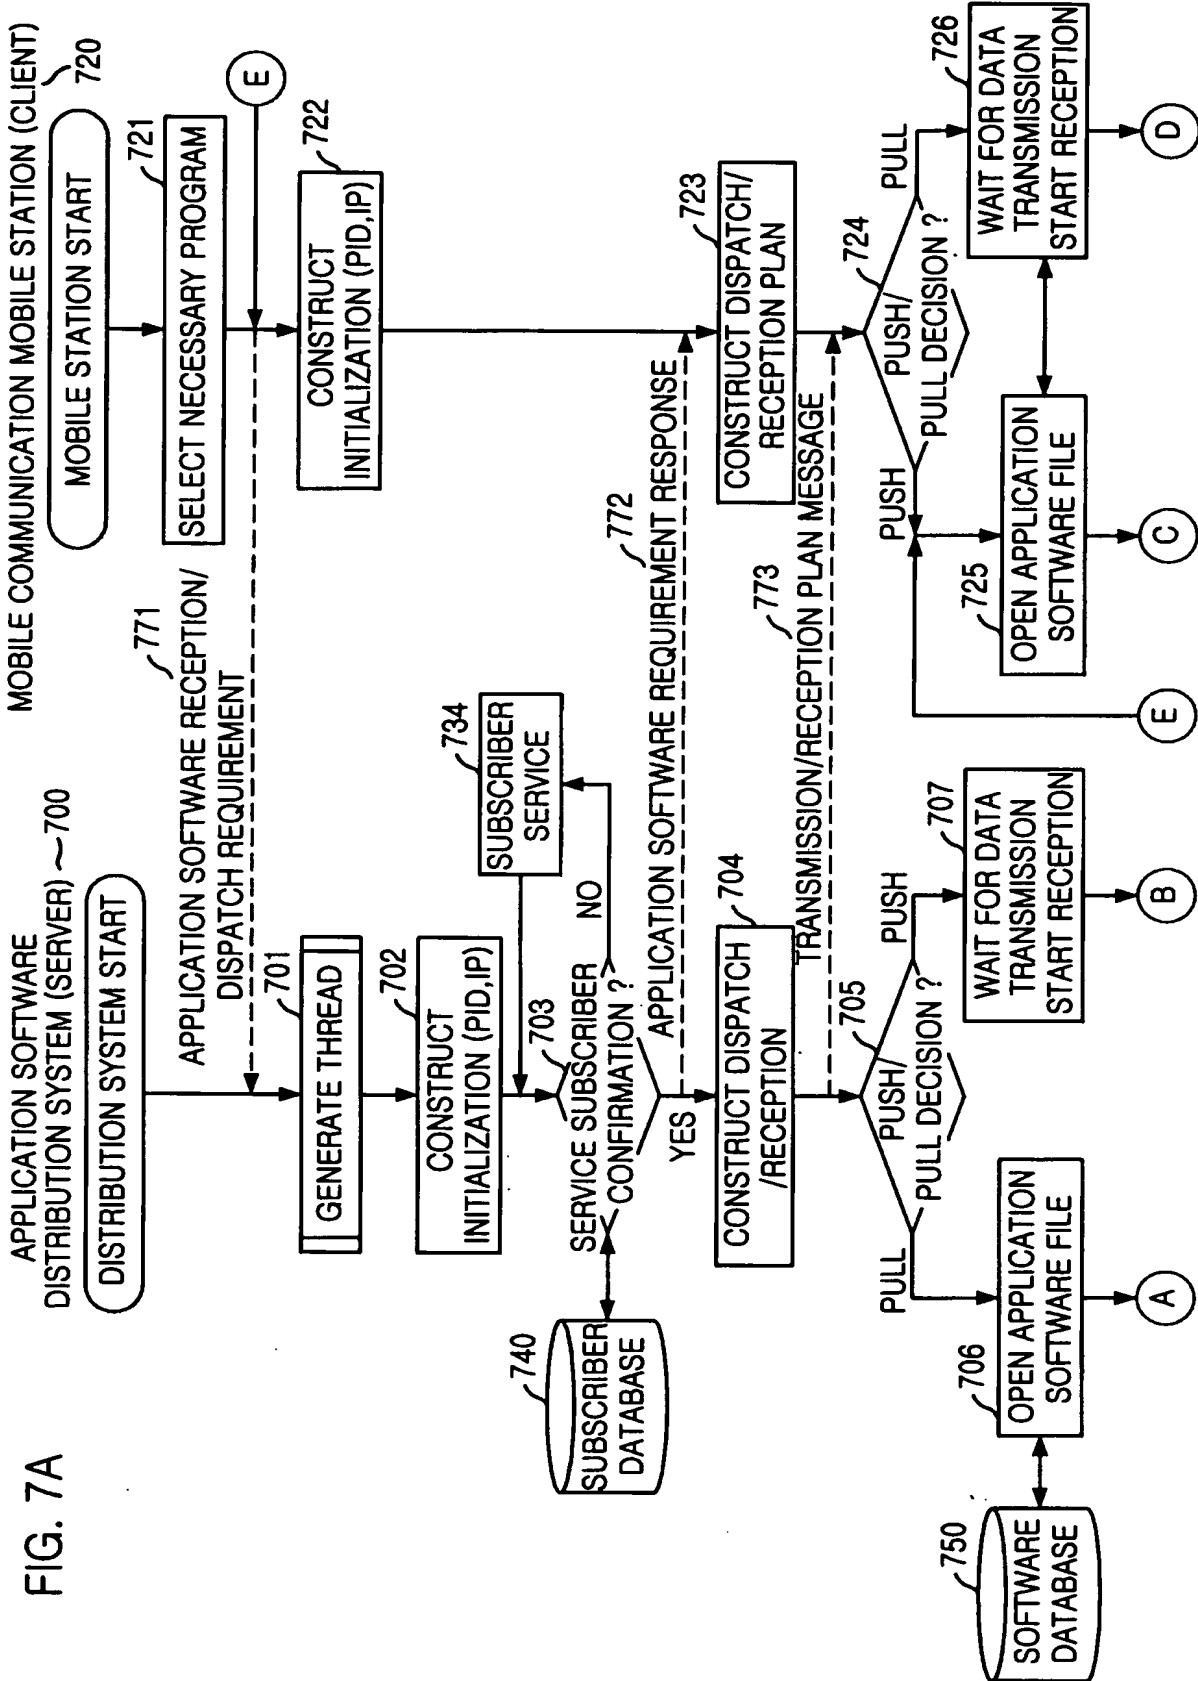 FIG. 7A
APPLICATION SOFTWARE
DISTRIBUTION SYSTEM (SERVER) ~700
DISTRIBUTION SYSTEM START
MOBILE COMMUNICATION MOBILE STATION (CLIENT)
720
MOBILE STATION START
721
SELECT NECESSARY PROGRAM
E
771
APPLICATION SOFTWARE RECEPTION/
DISPATCH REQUIREMENT
701
GENERATE THREAD
722
CONSTRUCT
INITIALIZATION (PID,IP)
702
CONSTRUCT
INITIALIZATION (PID,IP)
734
SUBSCRIBER
SERVICE
740
SUBSCRIBER
DATABASE
703
SERVICE SUBSCRIBER
CONFIRMATION ?
NO
YES
772
APPLICATION SOFTWARE REQUIREMENT RESPONSE
704
CONSTRUCT DISPATCH
/RECEPTION
723
CONSTRUCT DISPATCH/
RECEPTION PLAN
773
TRANSMISSION/RECEPTION PLAN MESSAGE
705
PUSH/
PULL DECISION ?
PULL
PUSH
724
PUSH/
PULL DECISION ?
PUSH
PULL
750
SOFTWARE
DATABASE
706
OPEN APPLICATION
SOFTWARE FILE
707
WAIT FOR DATA
TRANSMISSION
START RECEPTION
725
OPEN APPLICATION
SOFTWARE FILE
726
WAIT FOR DATA
TRANSMISSION
START RECEPTION
A
B
E
C
D